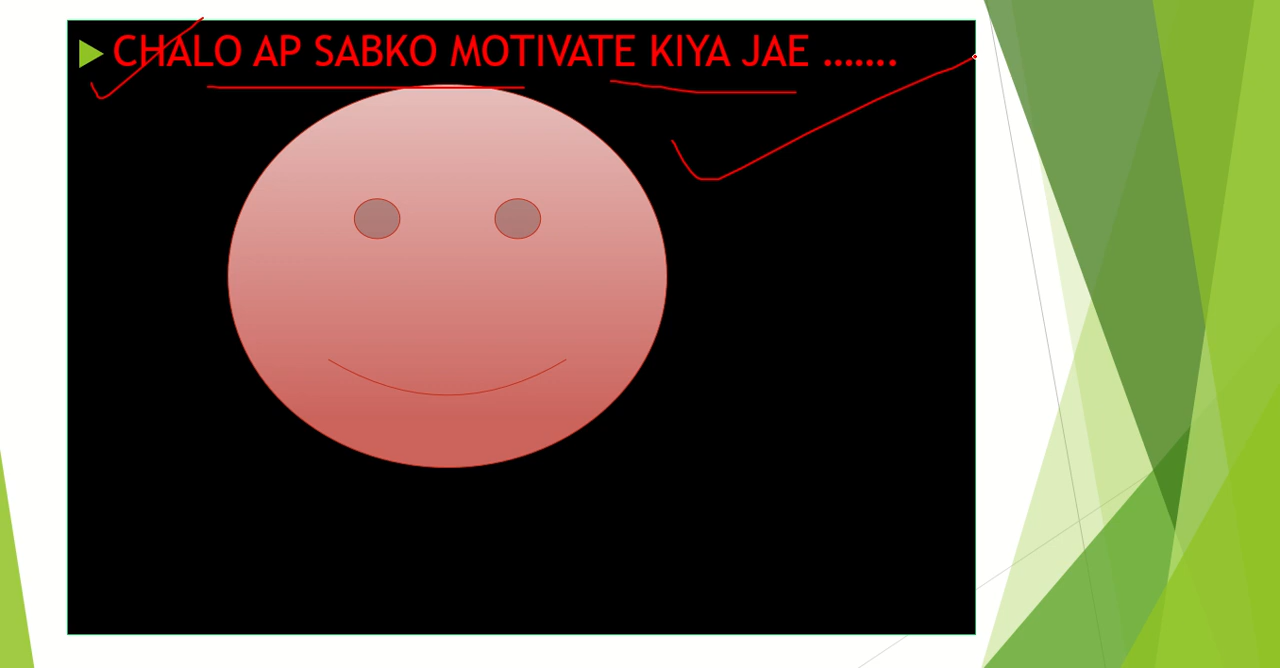 CHALO AP SABKO MOTIVATE KIYA JAE .......